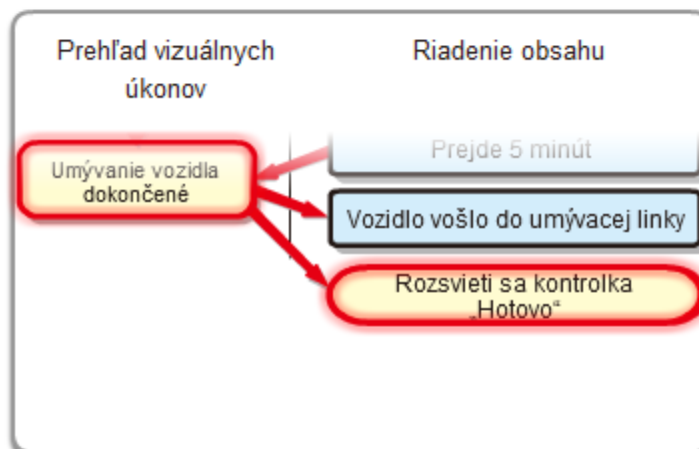 Prehľad vizuálnych
úkonov
Riadenie obsahu
Prejde 5 minút
Umývanie vozidla
dokončené
Vozidlo vošlo do umývacej linky
Rozsvieti sa kontrolka
„Hotovo“